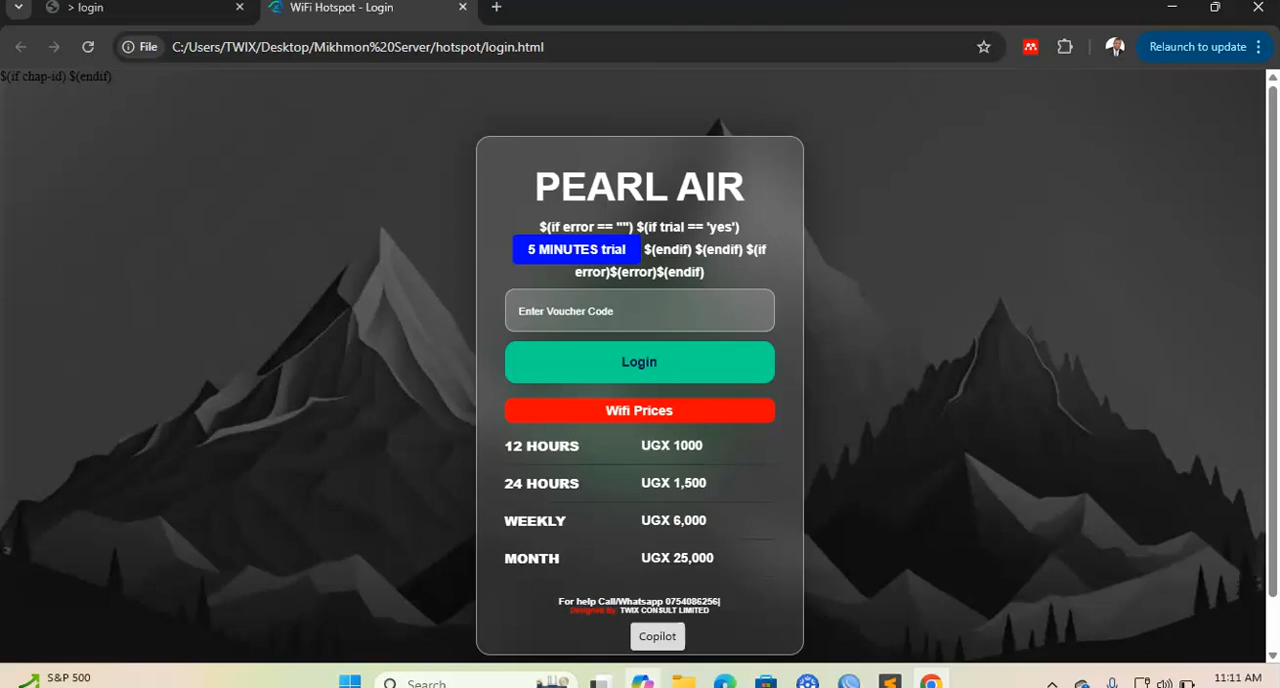 > login
WiFi Hotspot - Login
File
C:/Users/TWIX/Desktop/Mikhmon%20Server/hotspot/login.html
Relaunch to update
$(if chap-id) $(endif)
PEARL AIR
$(if error == "") $(if trial == 'yes')
5 MINUTES trial $(endif) $(endif) $(if
error)$(error)$(endif)
Enter Voucher Code
Login
Wifi Prices
12 HOURS UGX 1000
24 HOURS UGX 1,500
WEEKLY UGX 6,000
MONTH UGX 25,000
For help Call/Whatsapp 0754086256|
Designed By: TWIX CONSULT LIMITED
Copilot
S&P 500
Search
11:11 AM